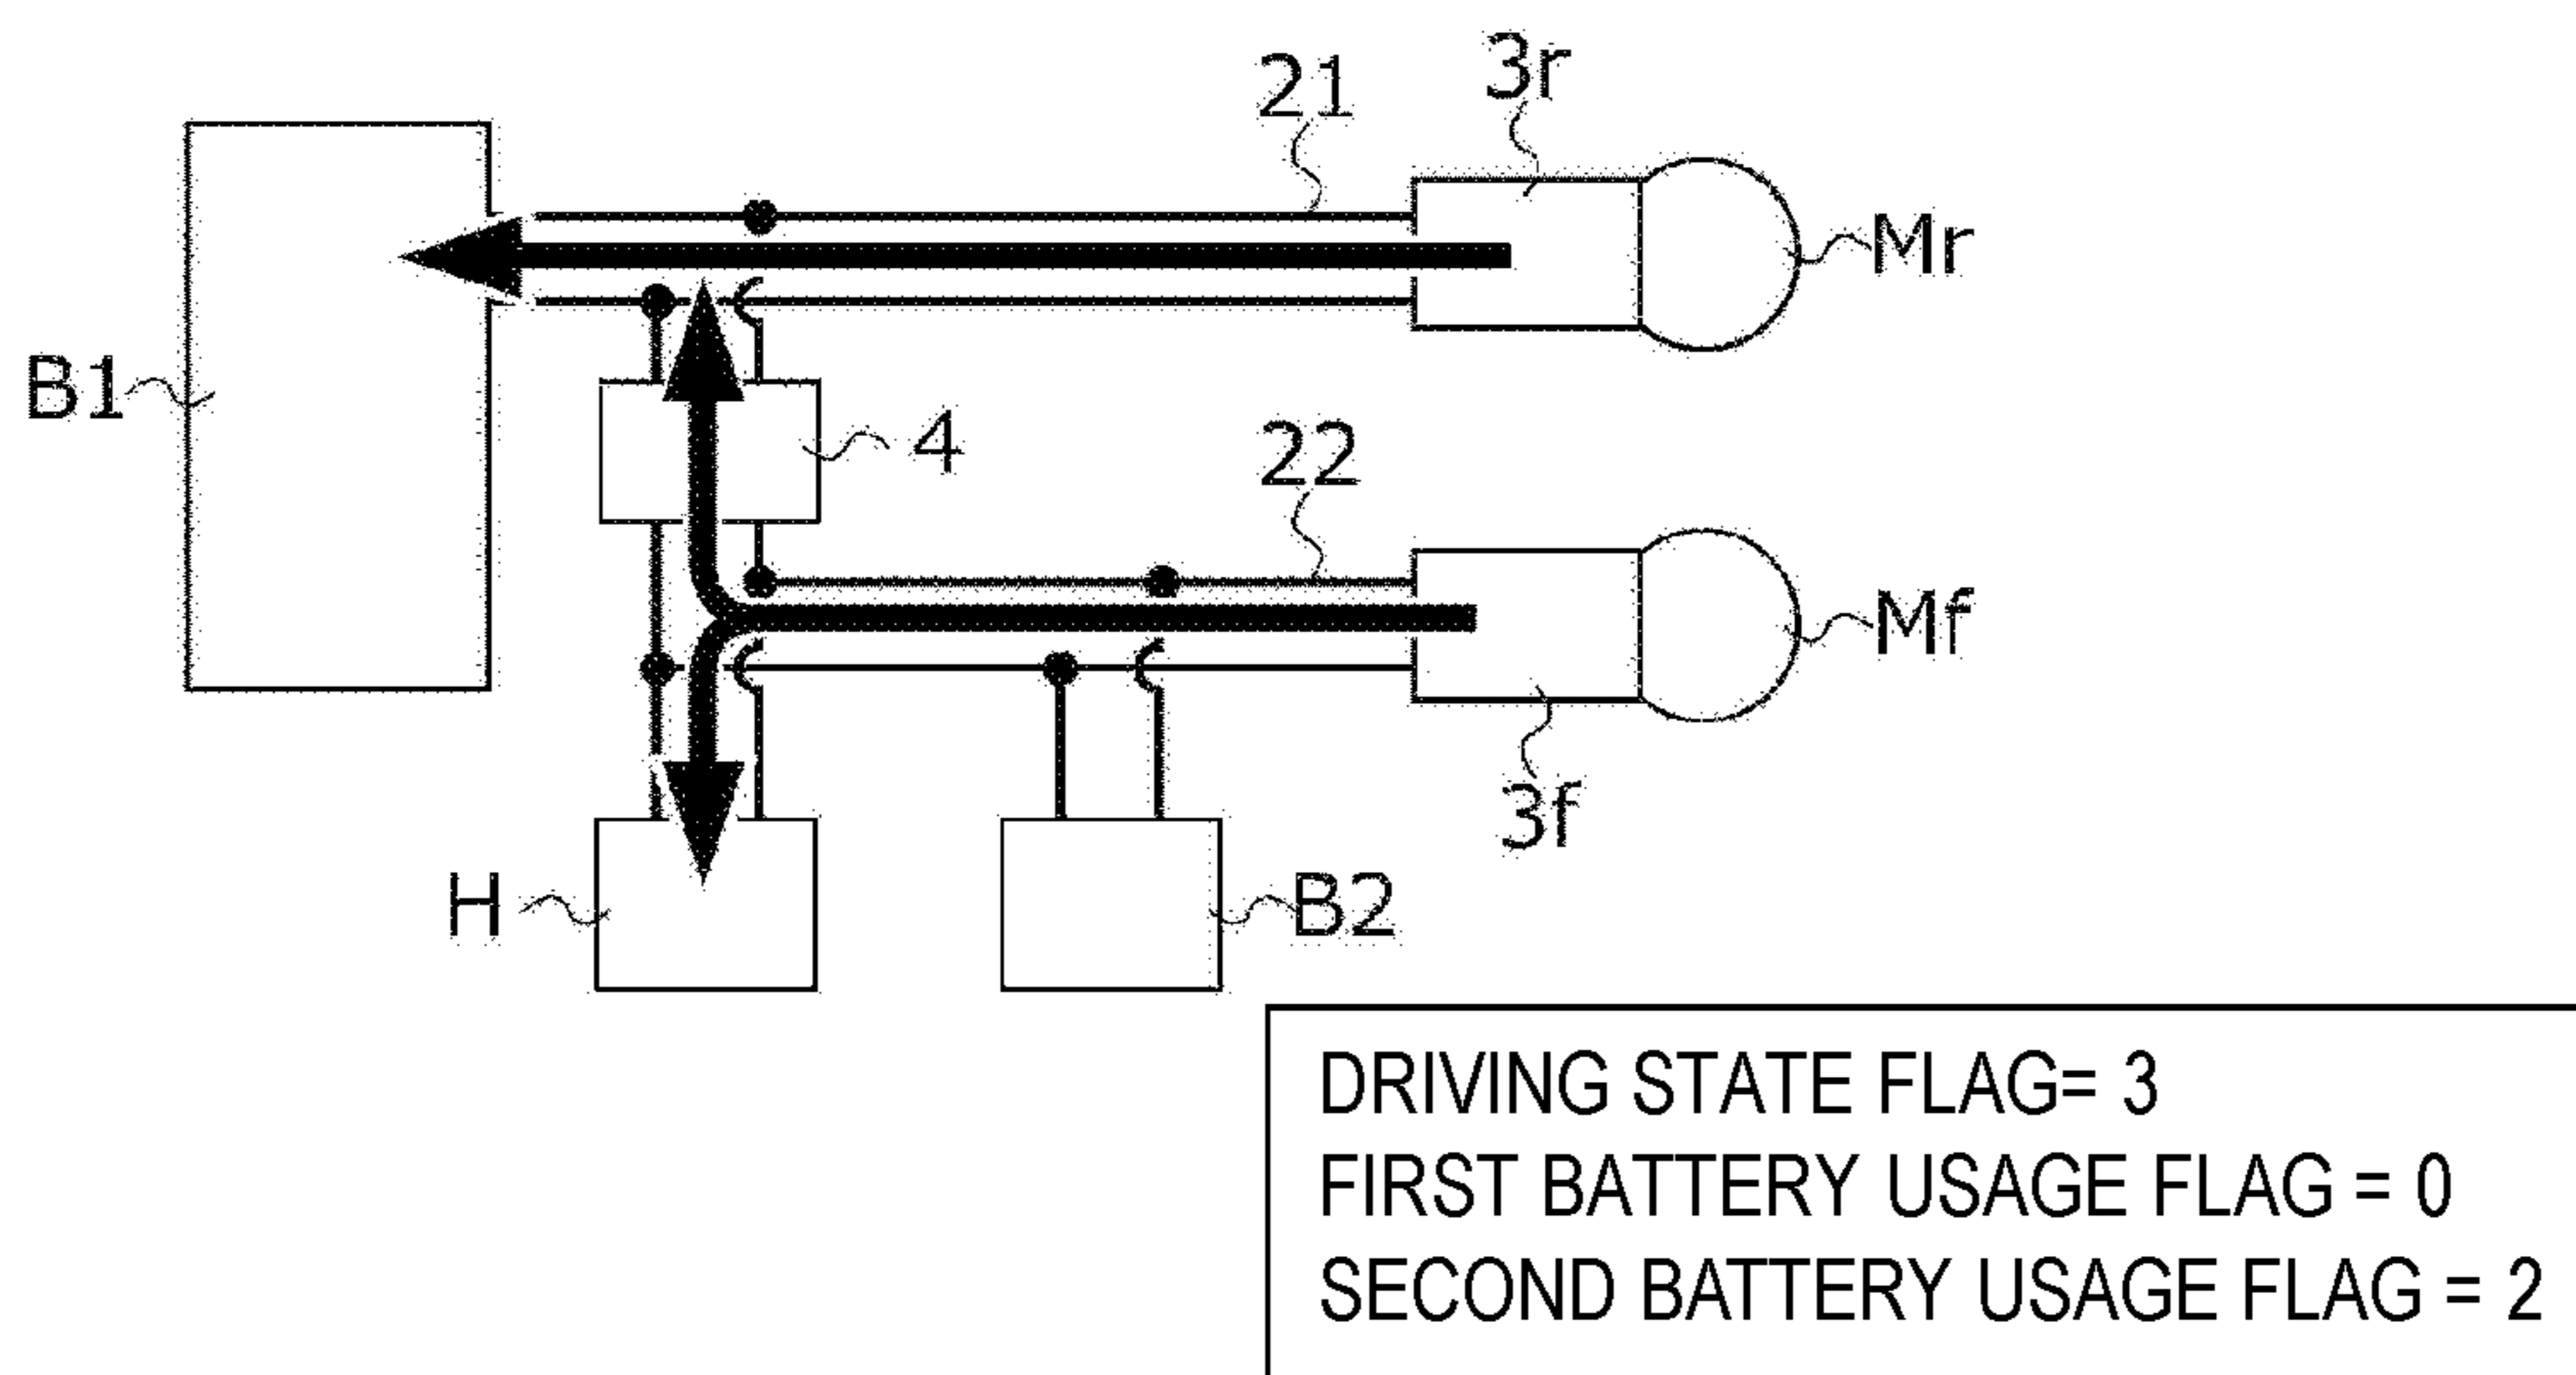 3r
21
Mr
B1
4
22
Mf
3f
H
B2
DRIVING STATE FLAG= 3
FIRST BATTERY USAGE FLAG = 0
SECOND BATTERY USAGE FLAG = 2